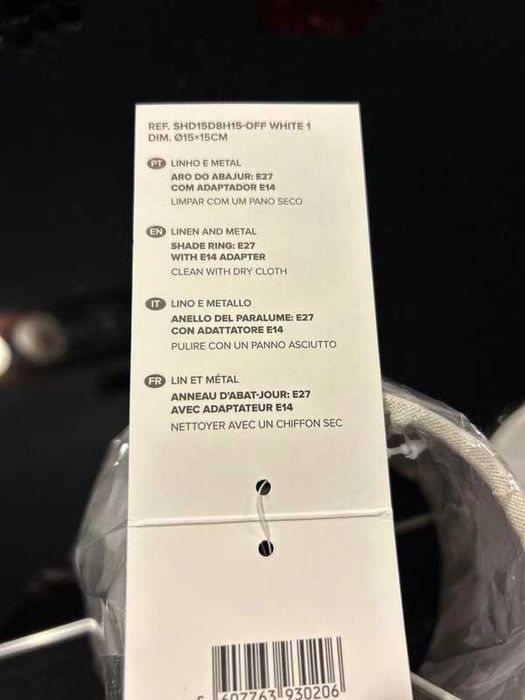 REF. SHD15D8H15-OFF WHITE 1
DIM. Ø15×15CM
PT LINHO E METAL
ARO DO ABAJUR: E27
COM ADAPTADOR E14
LIMPAR COM UM PANO SECO
EN LINEN AND METAL
SHADE RING: E27
WITH E14 ADAPTER
CLEAN WITH DRY CLOTH
IT LINO E METALLO
ANELLO DEL PARALUME: E27
CON ADATTATORE E14
PULIRE CON UN PANNO ASCIUTTO
FR LIN ET MÉTAL
ANNEAU D'ABAT-JOUR: E27
AVEC ADAPTATEUR E14
NETTOYER AVEC UN CHIFFON SEC
5 607763 930206